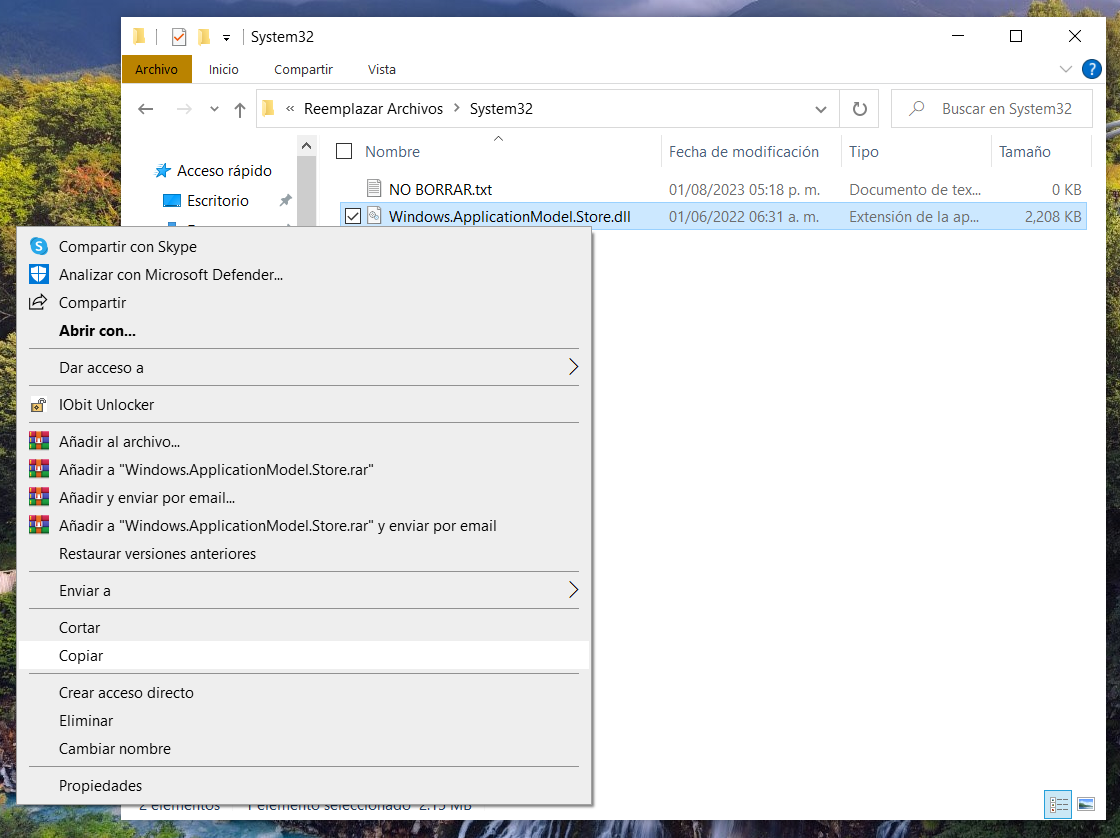 System32
Archivo Inicio Compartir Vista
« Reemplazar Archivos > System32 Buscar en System32
Nombre Fecha de modificación Tipo Tamaño
Acceso rápido
Escritorio
NO BORRAR.txt 01/08/2023 05:18 p. m. Documento de tex... 0 KB
Windows.ApplicationModel.Store.dll 01/06/2022 06:31 a. m. Extensión de la ap... 2,208 KB
Compartir con Skype
Analizar con Microsoft Defender...
Compartir
Abrir con...
Dar acceso a
IObit Unlocker
Añadir al archivo...
Añadir a "Windows.ApplicationModel.Store.rar"
Añadir y enviar por email...
Añadir a "Windows.ApplicationModel.Store.rar" y enviar por email
Restaurar versiones anteriores
Enviar a
Cortar
Copiar
Crear acceso directo
Eliminar
Cambiar nombre
Propiedades
2 elementos 1 elemento seleccionado 2.15 MB